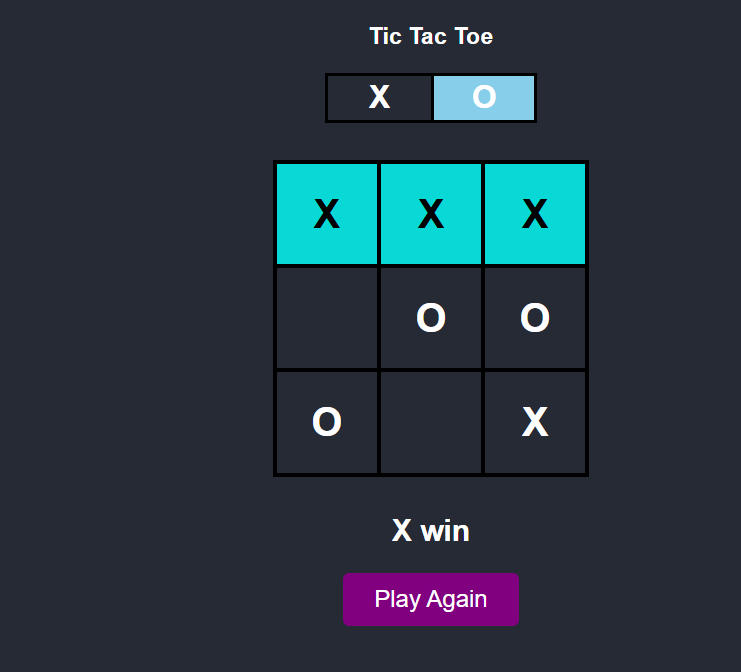 Tic Tac Toe
X O
X X X
O O
O X
X win
Play Again